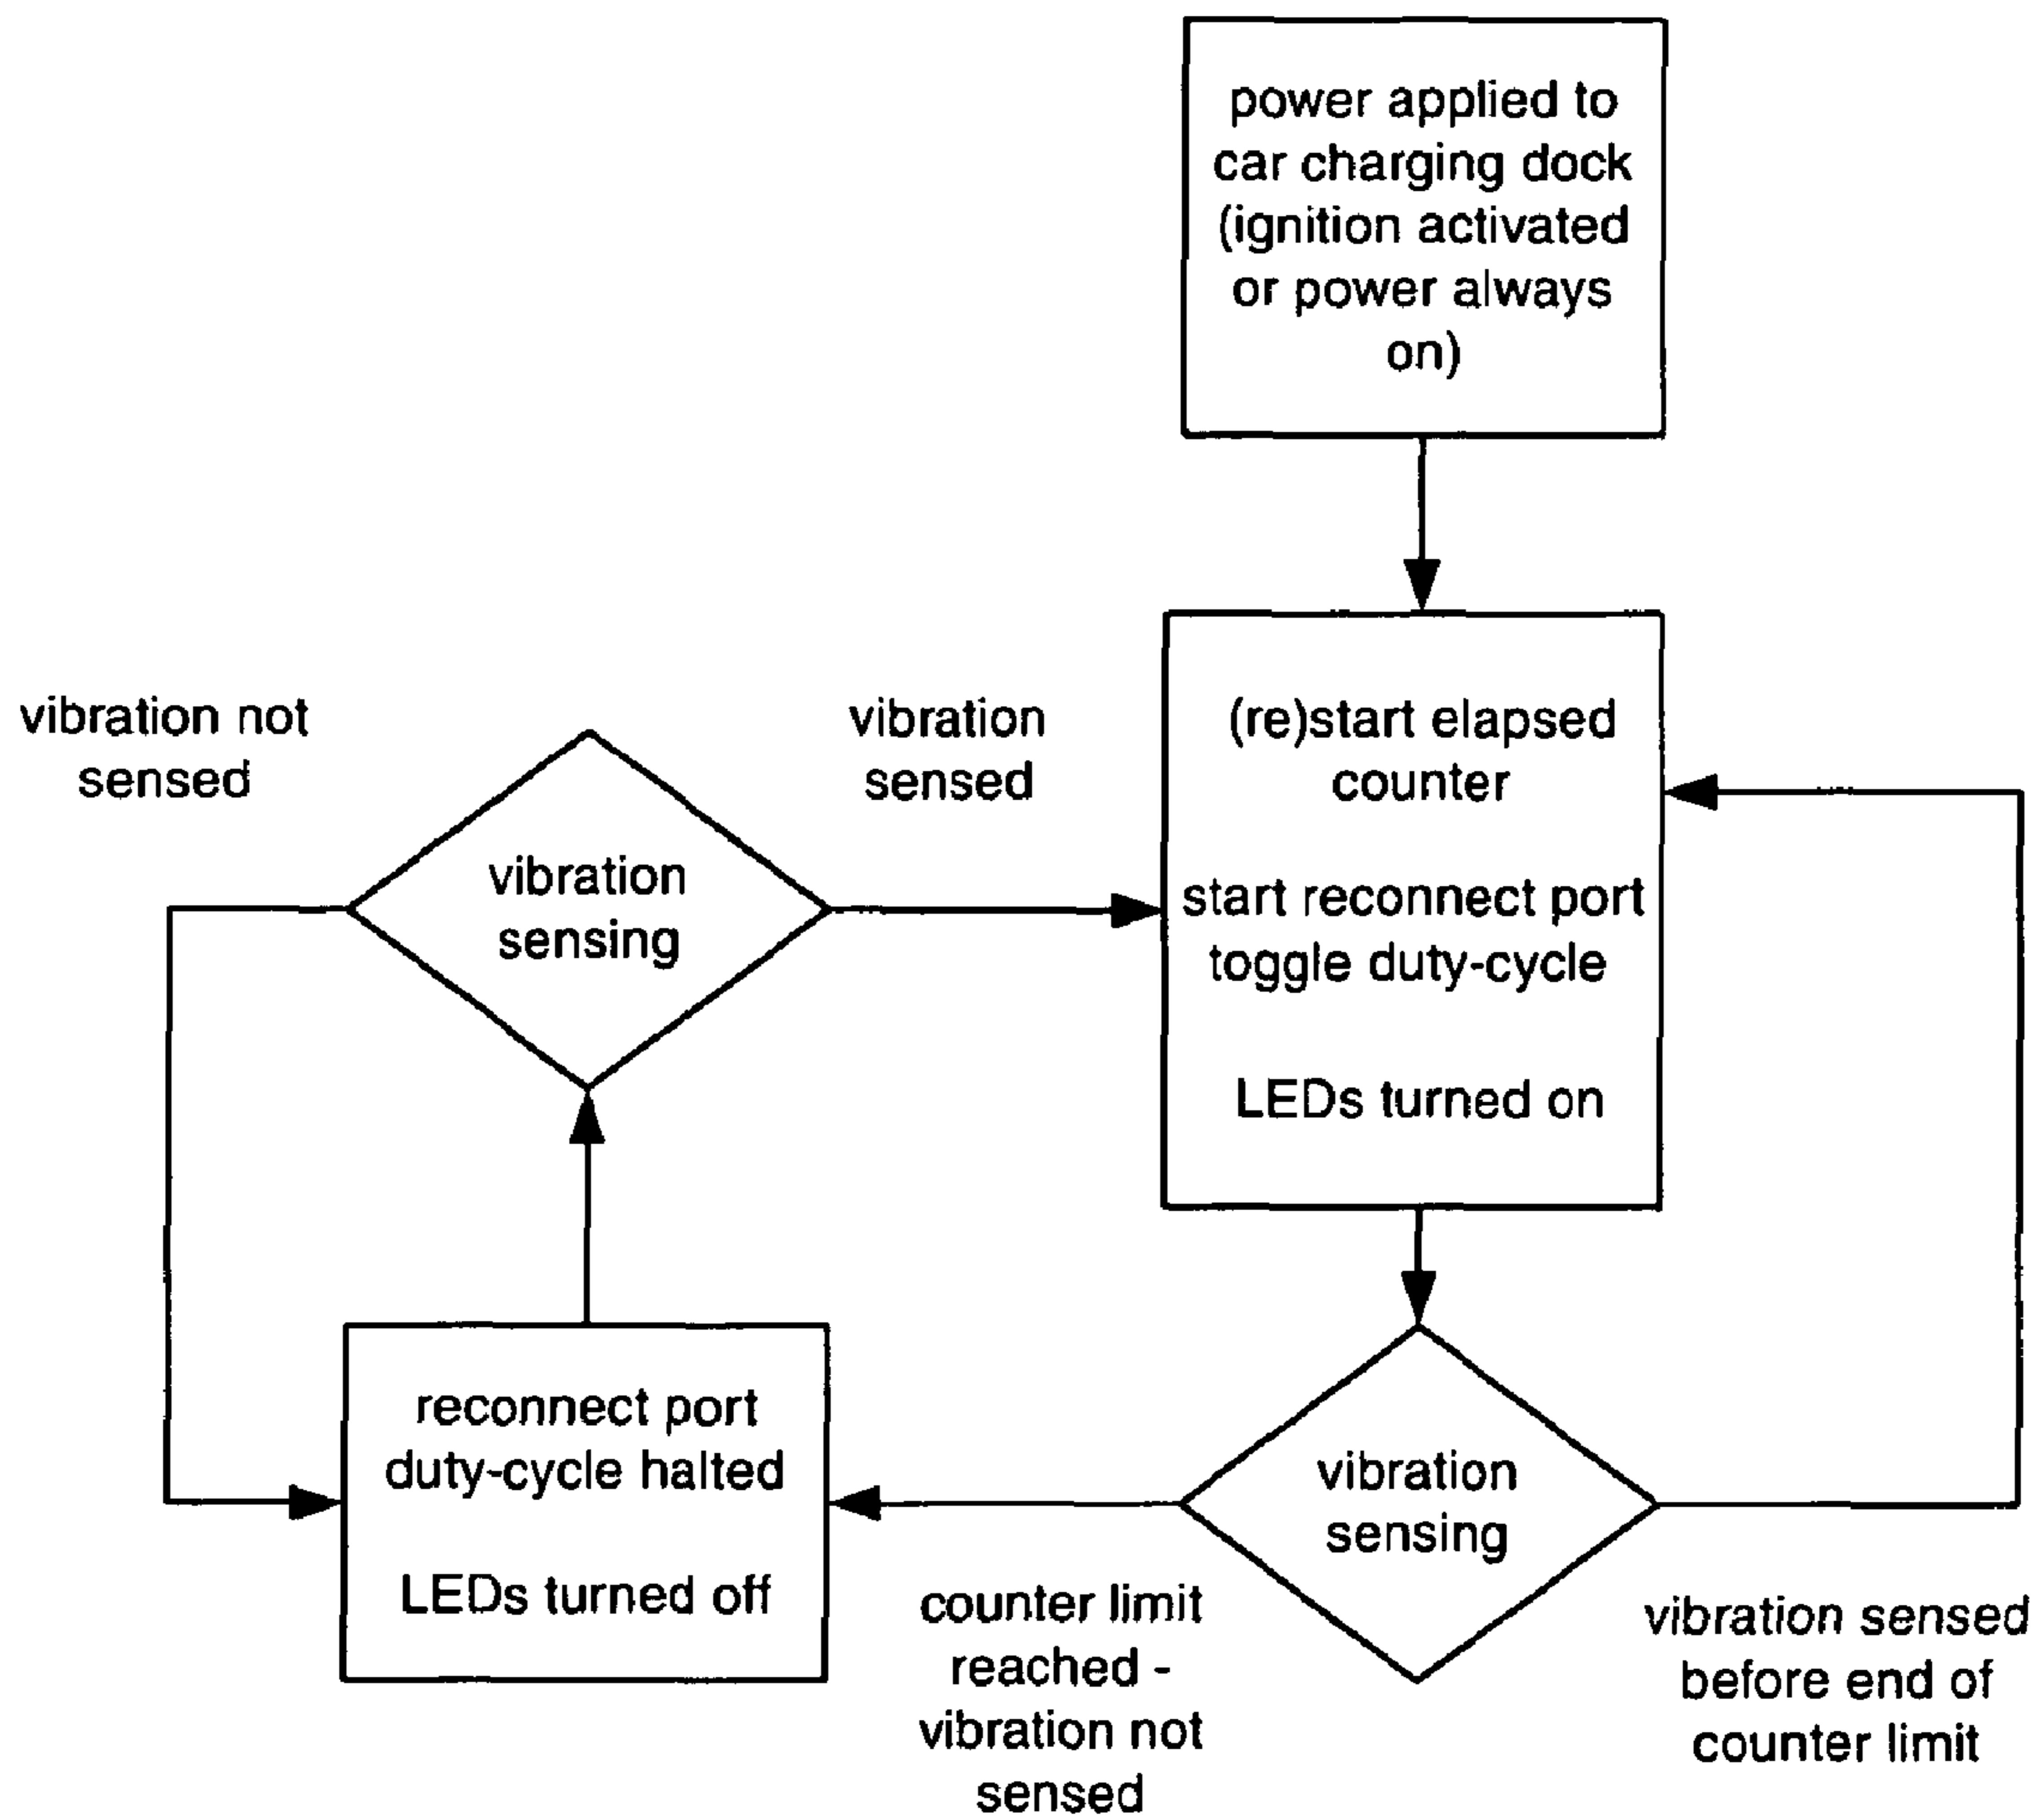 power applied to
car charging dock
(ignition activated
or power always
on)
vibration not
sensed
vibration
sensed
(re)start elapsed
counter
start reconnect port
toggle duty-cycle
LEDs turned on
vibration
sensing
reconnect port
duty-cycle halted
LEDs turned off
vibration
sensing
counter limit
reached -
vibration not
sensed
vibration sensed
before end of
counter limit